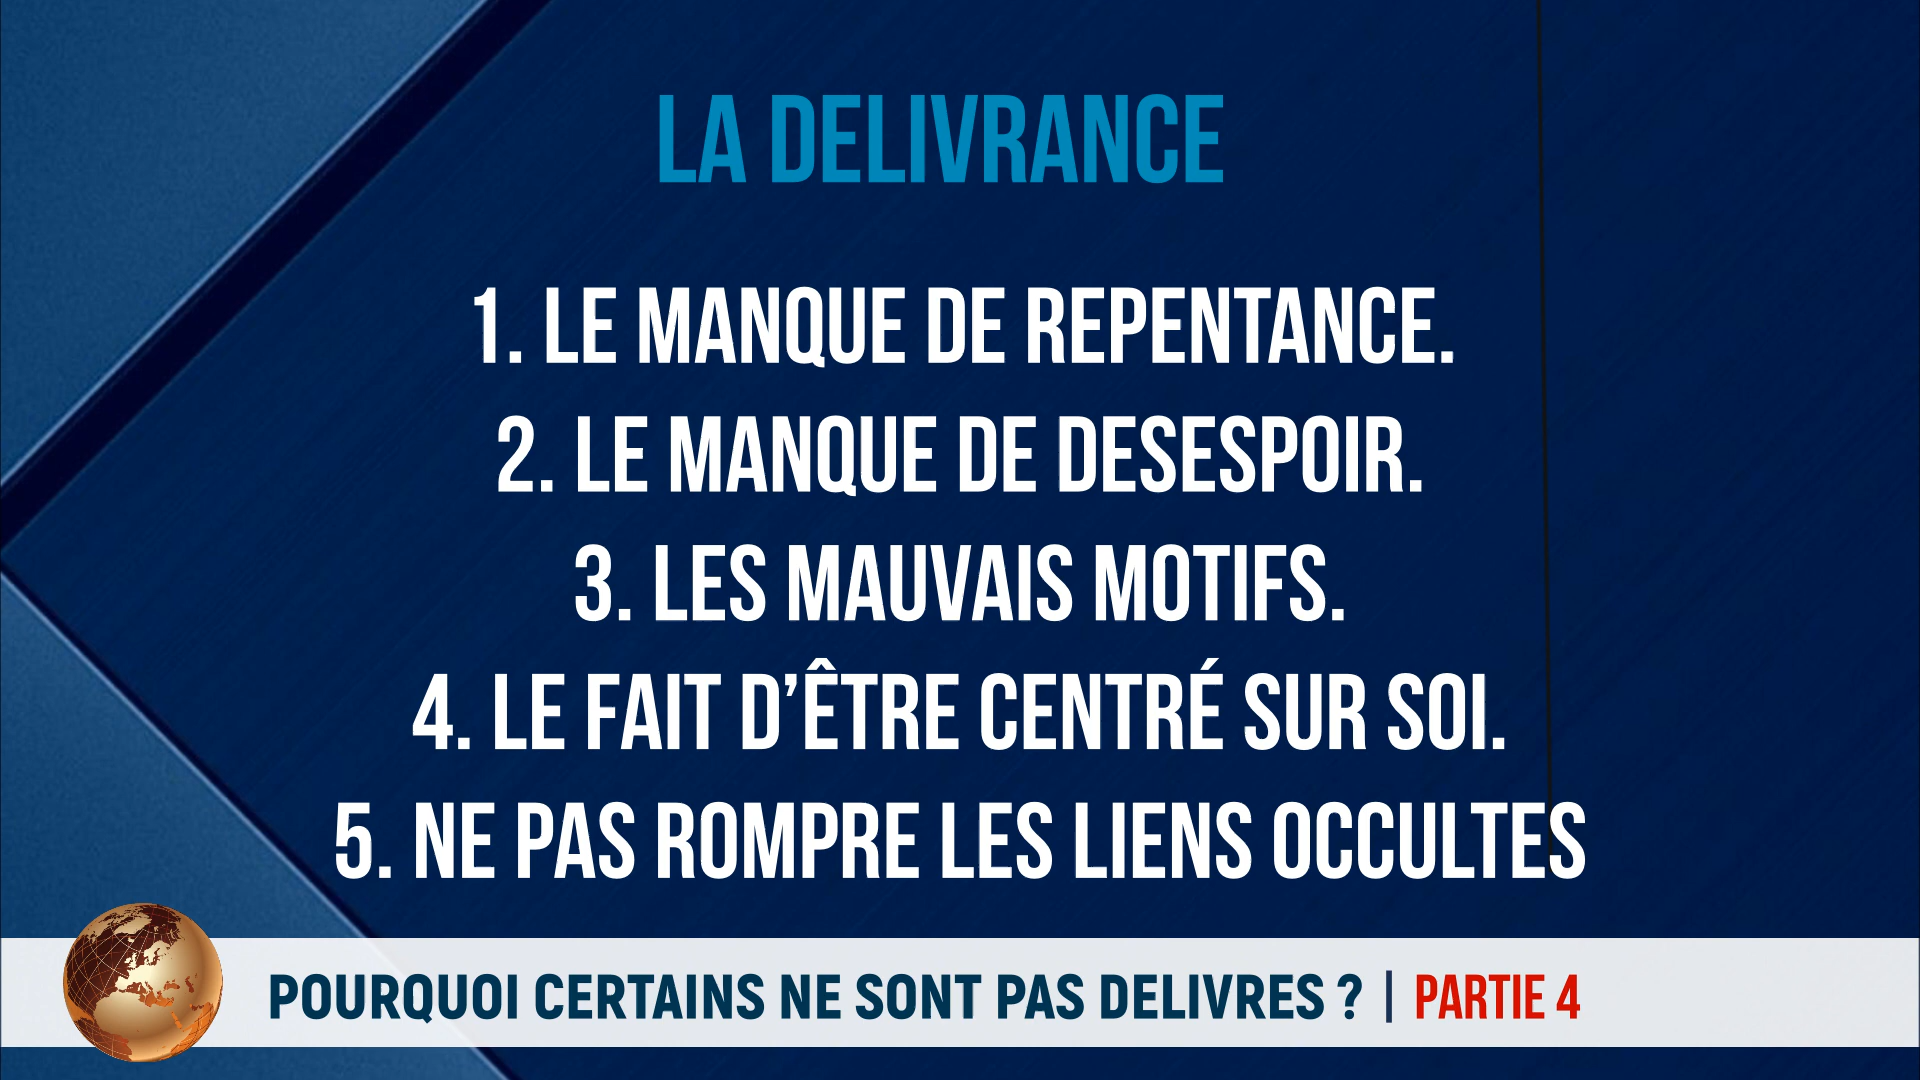 LA DELIVRANCE
1. LE MANQUE DE REPENTANCE.
2. LE MANQUE DE DESESPOIR.
3. LES MAUVAIS MOTIFS.
4. LE FAIT D’ÊTRE CENTRÉ SUR SOI.
5. NE PAS ROMPRE LES LIENS OCCULTES
POURQUOI CERTAINS NE SONT PAS DELIVRES ? | PARTIE 4